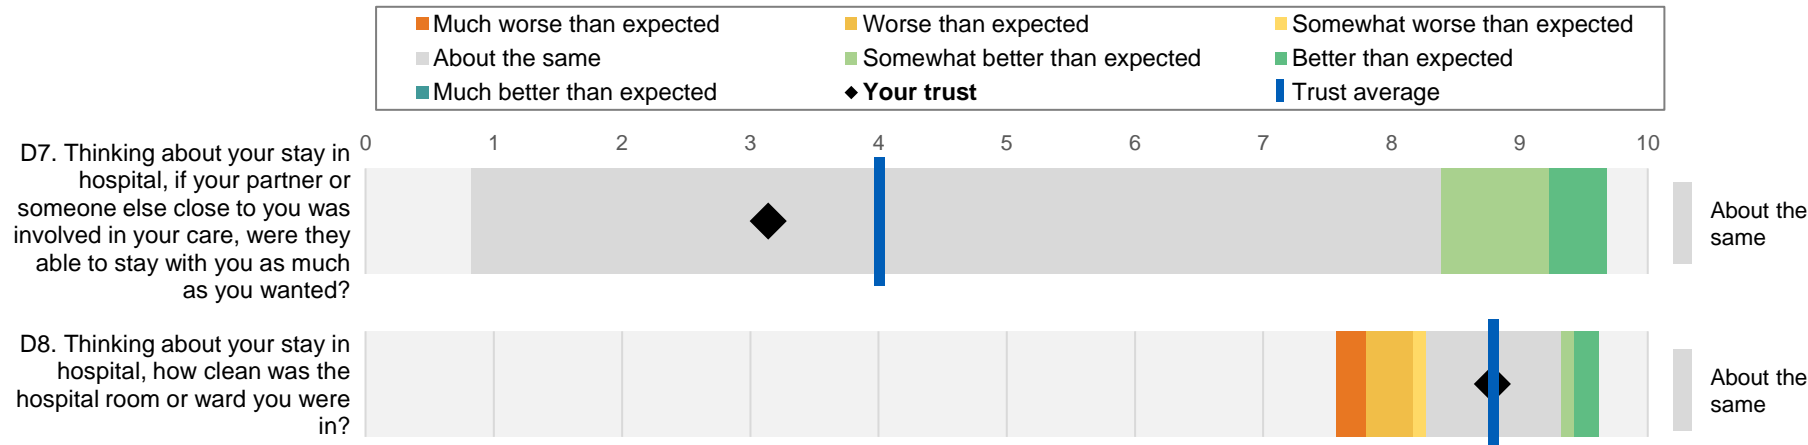 Much worse than expected
Worse than expected
Somewhat worse than expected
About the same
Somewhat better than expected
Better than expected
Much better than expected
Your trust
Trust average
0 1 2 3 4 5 6 7 8 9 10
D7. Thinking about your stay in
hospital, if your partner or
someone else close to you was
involved in your care, were they
able to stay with you as much
as you wanted?
About the
same
D8. Thinking about your stay in
hospital, how clean was the
hospital room or ward you were
in?
About the
same